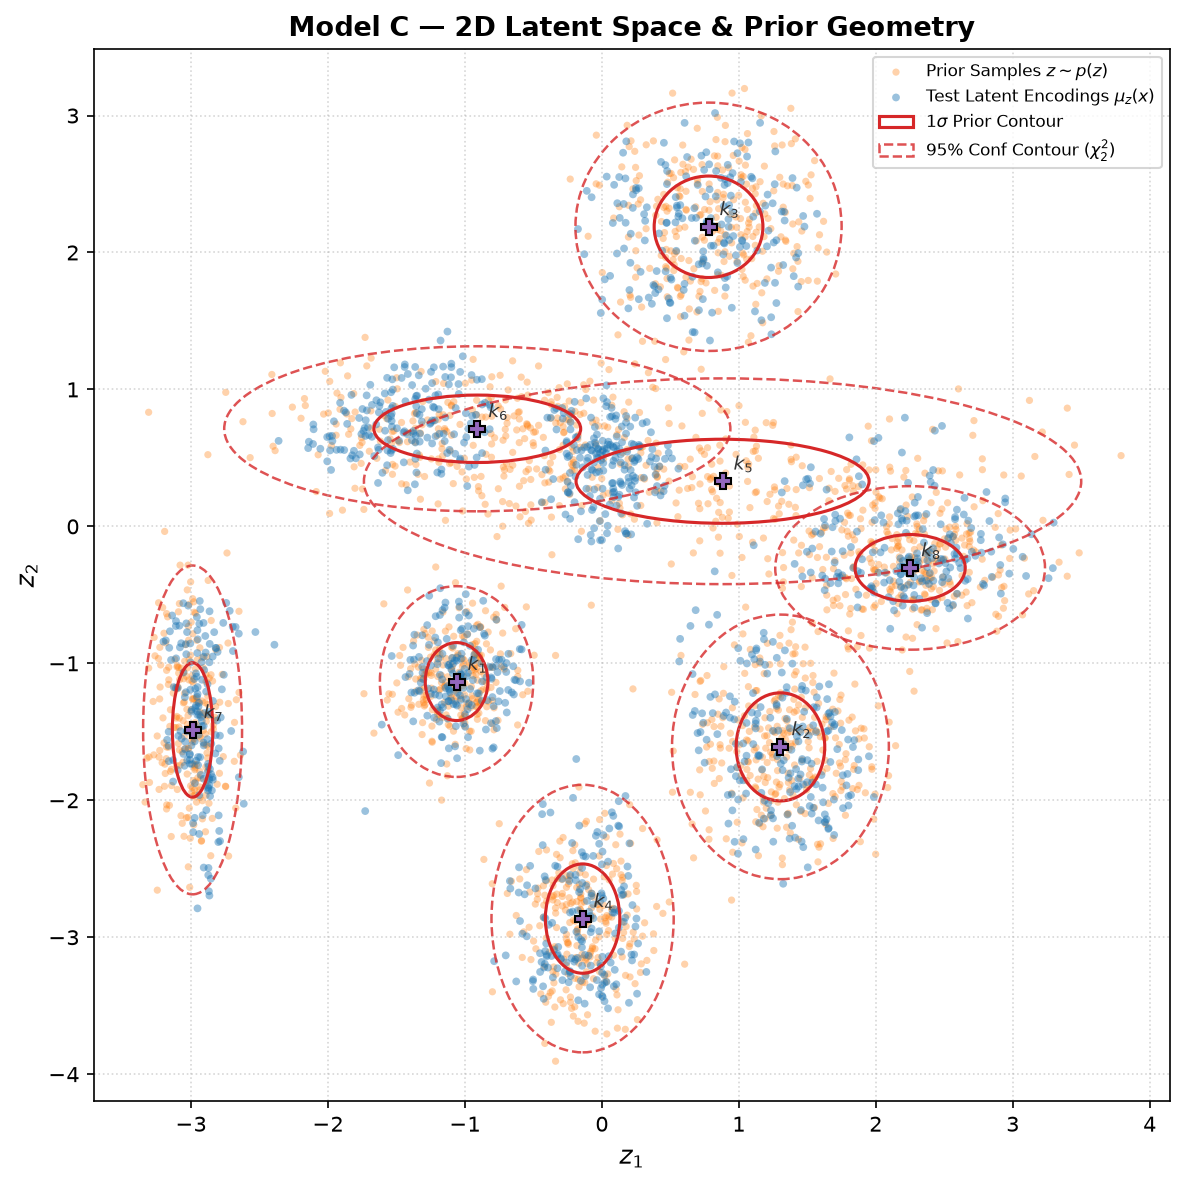 Model C — 2D Latent Space & Prior Geometry
Prior Samples z ~ p(z)
Test Latent Encodings μ_z(x)
1σ Prior Contour
95% Conf Contour (χ²₂)
k₃
k₆
k₅
k₈
k₁
k₇
k₂
k₄
3
2
1
0
−1
−2
−3
−4
z₂
−3
−2
−1
0
1
2
3
4
z₁